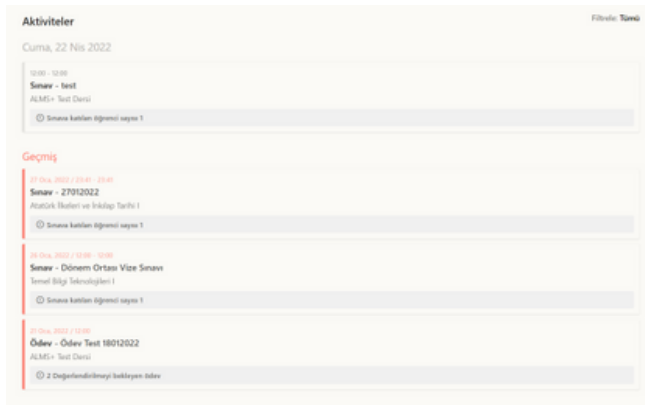 Aktiviteler
Filtrele: Tümü
Cuma, 22 Nis 2022
12:00 - 12:00
Sınav - test
ALMS+ Test Dersi
Sınava katılan öğrenci sayısı 1
Geçmiş
27 Oca, 2022 / 23:41 - 23:41
Sınav - 27012022
Atatürk İlkeleri ve İnkılap Tarihi I
Sınava katılan öğrenci sayısı 1
26 Oca, 2022 / 12:00 - 12:00
Sınav - Dönem Ortası Vize Sınavı
Temel Bilgi Teknolojileri I
Sınava katılan öğrenci sayısı 1
21 Oca, 2022 / 12:00
Ödev - Ödev Test 18012022
ALMS+ Test Dersi
2 Değerlendirilmeyi bekleyen ödev